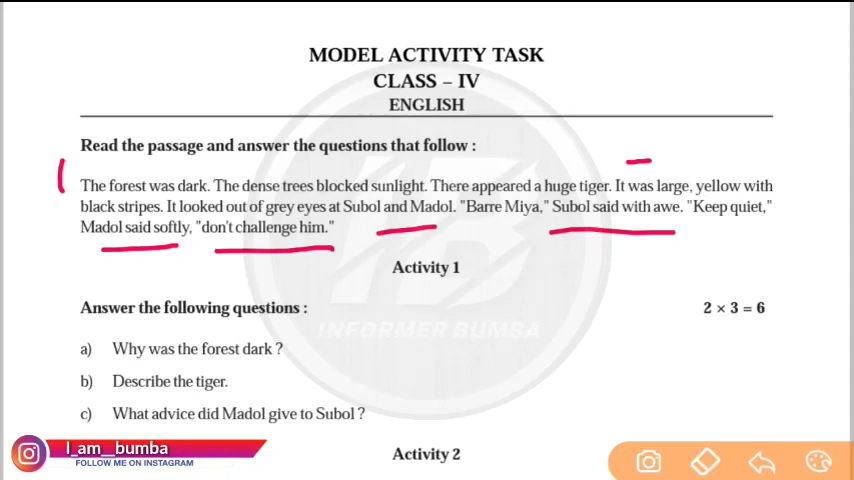 MODEL ACTIVITY TASK
CLASS – IV
ENGLISH
Read the passage and answer the questions that follow :
The forest was dark. The dense trees blocked sunlight. There appeared a huge tiger. It was large, yellow with
black stripes. It looked out of grey eyes at Subol and Madol. "Barre Miya," Subol said with awe. "Keep quiet,"
Madol said softly, "don't challenge him."
Activity 1
Answer the following questions : 2 × 3 = 6
a) Why was the forest dark ?
b) Describe the tiger.
c) What advice did Madol give to Subol ?
Activity 2
INFORMER BUMBA
I_am__bumba
FOLLOW ME ON INSTAGRAM